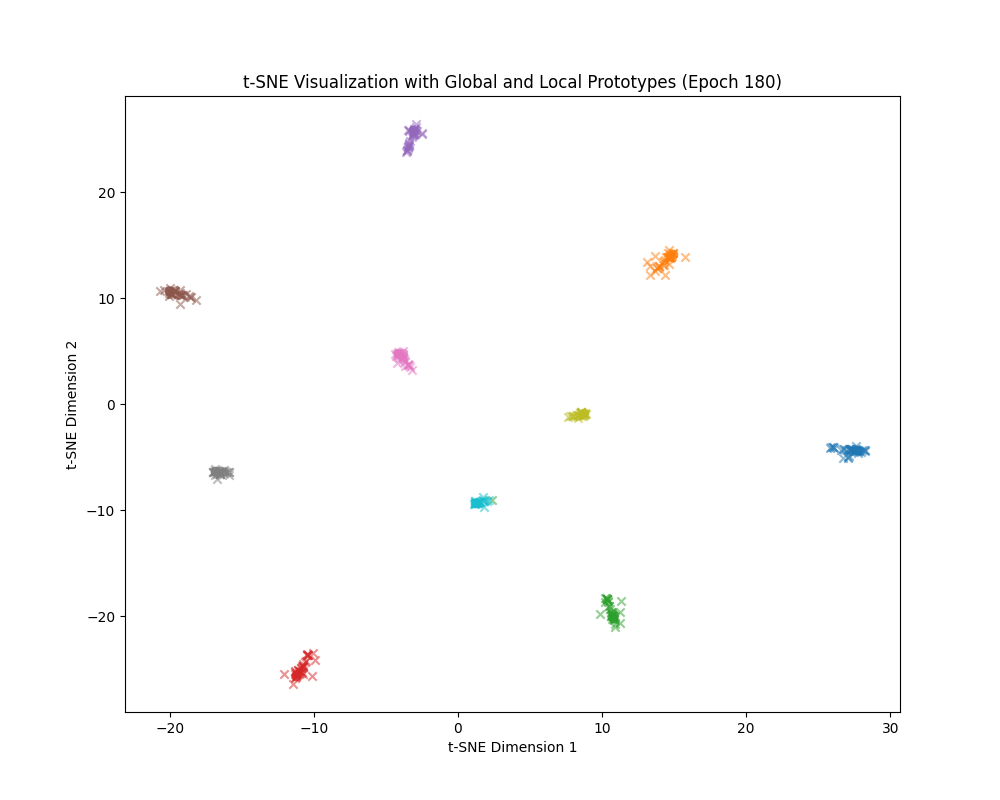 t-SNE Visualization with Global and Local Prototypes (Epoch 180)
t-SNE Dimension 2
20
10
0
−10
−20
−20 −10 0 10 20 30
t-SNE Dimension 1